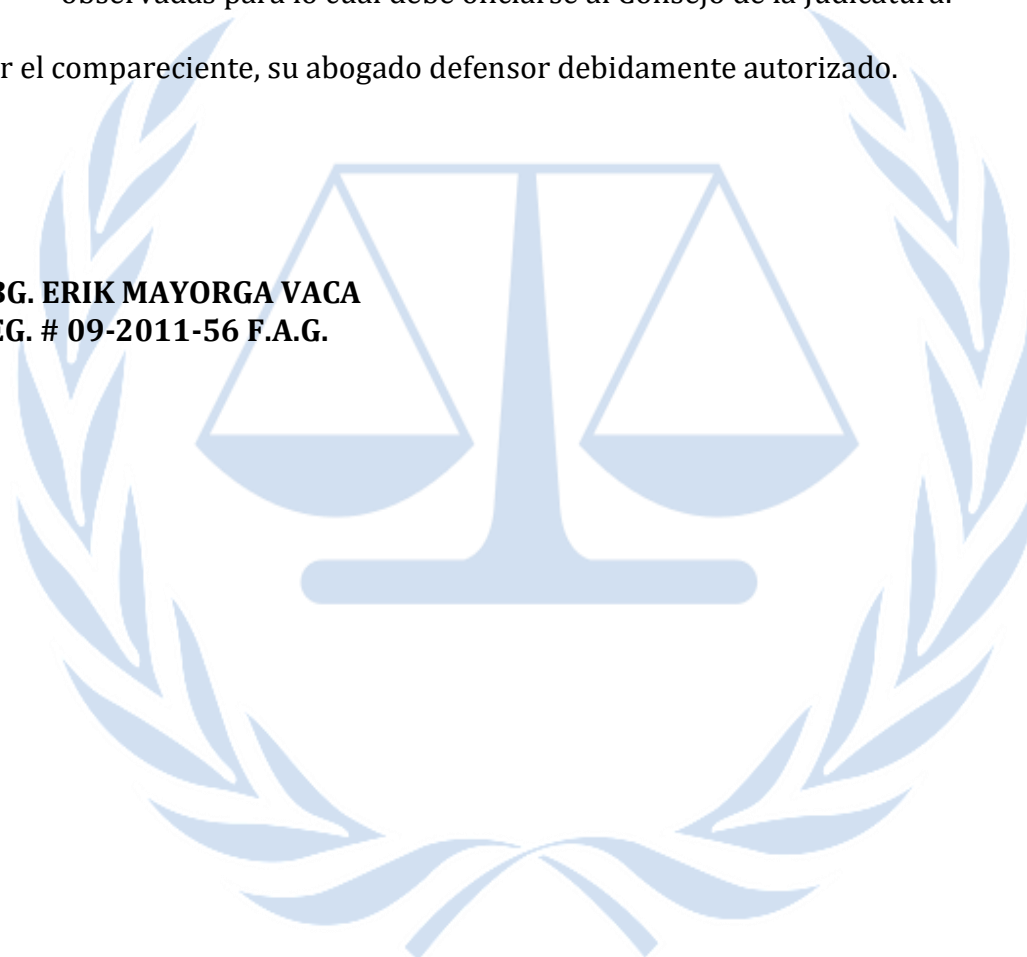 observadas para lo cual debe oficiarse al Consejo de la Judicatura.
r el compareciente, su abogado defensor debidamente autorizado.
BG. ERIK MAYORGA VACA
EG. # 09-2011-56 F.A.G.